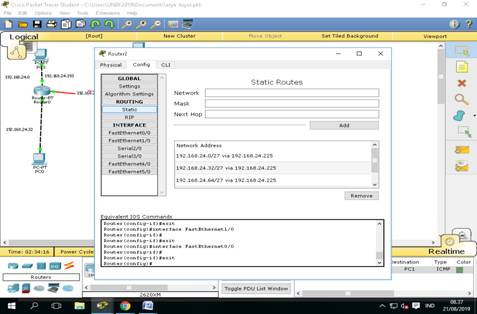 Cisco Packet Tracer Student - C:\Users\
File Edit Options View Tools Extensions Help
Logical [Root] New Cluster Move Object Set Tiled Background Viewport
Router2
Physical Config CLI
GLOBAL
Settings
Algorithm Settings
ROUTING
Static
RIP
INTERFACE
FastEthernet0/0
FastEthernet1/0
Serial2/0
Serial3/0
FastEthernet4/0
FastEthernet5/0
Static Routes
Network
Mask
Next Hop
Add
Network Address
192.168.24.0/27 via 192.168.24.225
192.168.24.32/27 via 192.168.24.225
192.168.24.64/27 via 192.168.24.225
Remove
Equivalent IOS Commands
Router(config-if)#exit
Router(config)#interface FastEthernet1/0
Router(config-if)#
Router(config-if)#exit
Router(config)#interface FastEthernet0/0
Router(config-if)#
Router(config-if)#exit
Router(config)#
PC-PT
192.168.24.0
192.168.24.193
Router-PT
Router0
192.168.24.32
PC-PT
PC0
Time: 02:34:16 Power Cycle
Realtime
Routers
2620XM
Toggle PDU List Window
Destination Type Color
PC1 ICMP
IND
08.37
21/08/2019